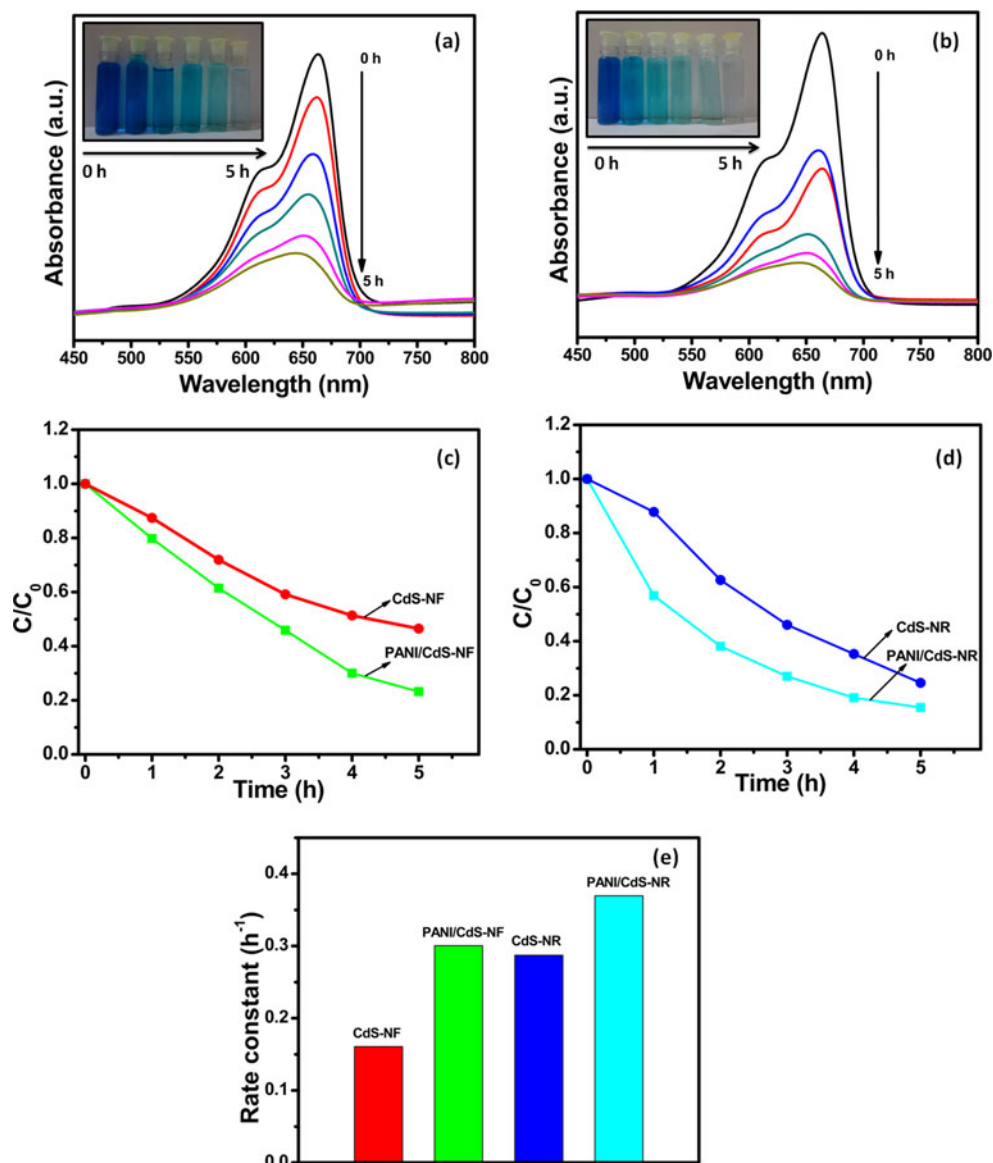 (a)
0 h
5 h
0 h
5 h
Absorbance (a.u.)
450 500 550 600 650 700 750 800
Wavelength (nm)
(b)
0 h
5 h
0 h
5 h
Absorbance (a.u.)
450 500 550 600 650 700 750 800
Wavelength (nm)
(c)
1.2
1.0
0.8
0.6
0.4
0.2
0.0
C/C0
CdS-NF
PANI/CdS-NF
0 1 2 3 4 5
Time (h)
(d)
1.2
1.0
0.8
0.6
0.4
0.2
0.0
C/C0
CdS-NR
PANI/CdS-NR
0 1 2 3 4 5
Time (h)
(e)
0.4
0.3
0.2
0.1
0.0
Rate constant (h-1)
CdS-NF
PANI/CdS-NF
CdS-NR
PANI/CdS-NR